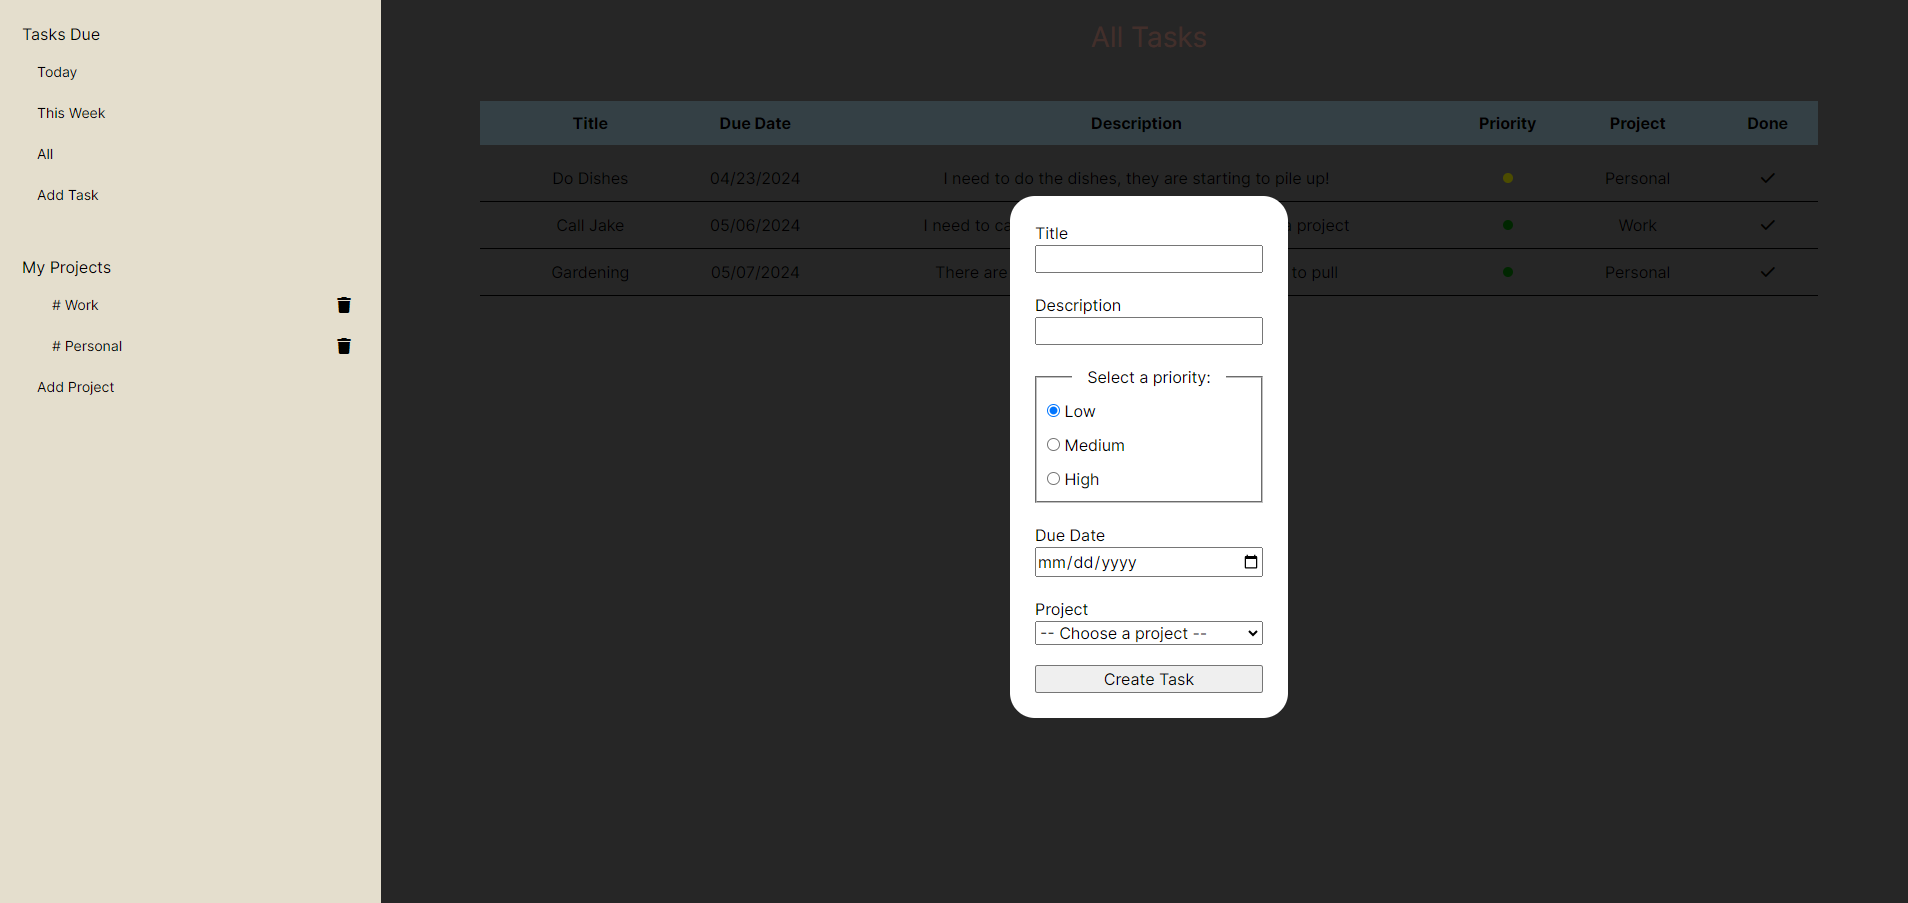 Tasks Due
Today
This Week
All
Add Task
My Projects
# Work
# Personal
Add Project
All Tasks
Title Due Date Description Priority Project Done
Do Dishes 04/23/2024 I need to do the dishes, they are starting to pile up! Personal
Call Jake 05/06/2024 I need to project Work
Gardening 05/07/2024 There are to pull Personal
Title
Description
Select a priority:
Low
Medium
High
Due Date
mm/dd/yyyy
Project
-- Choose a project --
Create Task